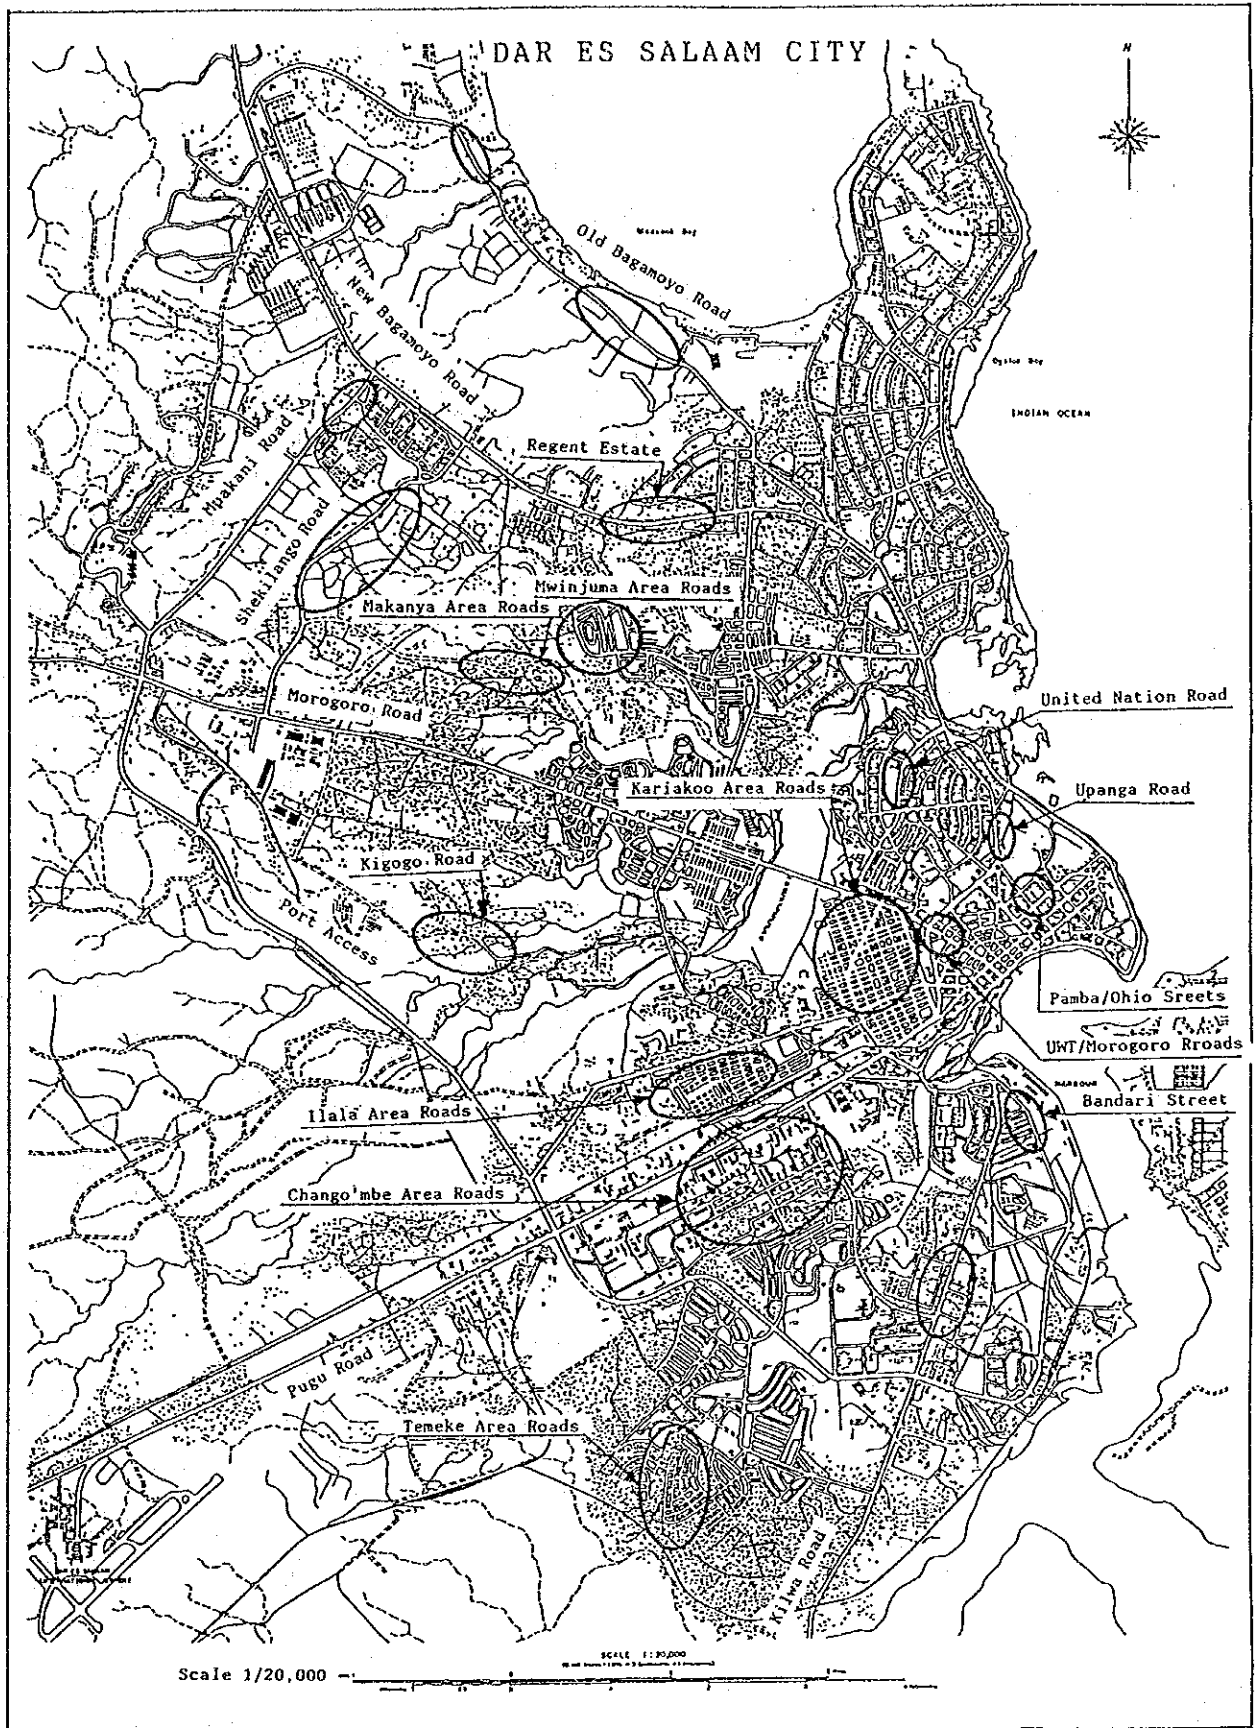 DAR ES SALAAM CITY
N
Old Bagamoyo Road
New Bagamoyo Road
INDIAN OCEAN
Regent Estate
Mpakani Road
Shekilango Road
Mwinjuma Area Roads
Makanya Area Roads
Morogoro Road
United Nation Road
Kariakoo Area Roads
Upanga Road
Kigogo Road
Port Access
Pamba/Ohio Sreets
UWT/Morogoro Rroads
HARBOUR
Bandari Street
Ilala Area Roads
Chango'mbe Area Roads
Pugu Road
Temeke Area Roads
Kilwa Road
SCALE 1:20,000
Scale 1/20,000